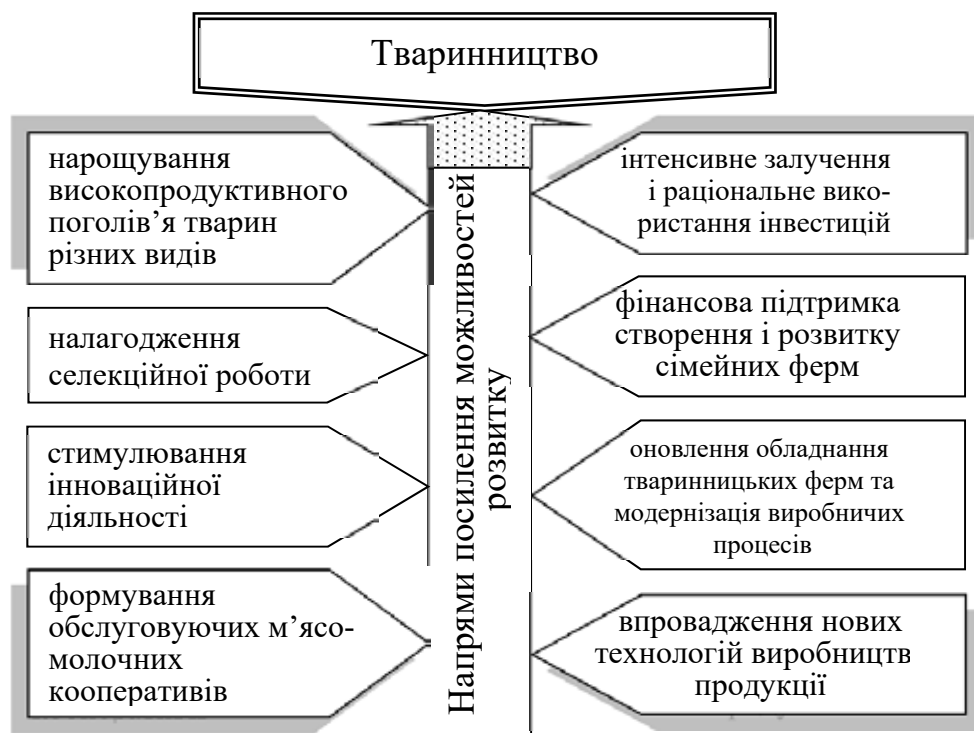 Тваринництво
нарощування
високопродуктивного
поголів’я тварин
різних видів
налагодження
селекційної роботи
стимулювання
інноваційної
діяльності
формування
обслуговуючих м’ясо-
молочних
кооперативів
Напрями посилення можливостей
розвитку
інтенсивне залучення
і раціональне вико-
ристання інвестицій
фінансова підтримка
створення і розвитку
сімейних ферм
оновлення обладнання
тваринницьких ферм та
модернізація виробничих
процесів
впровадження нових
технологій виробництв
продукції